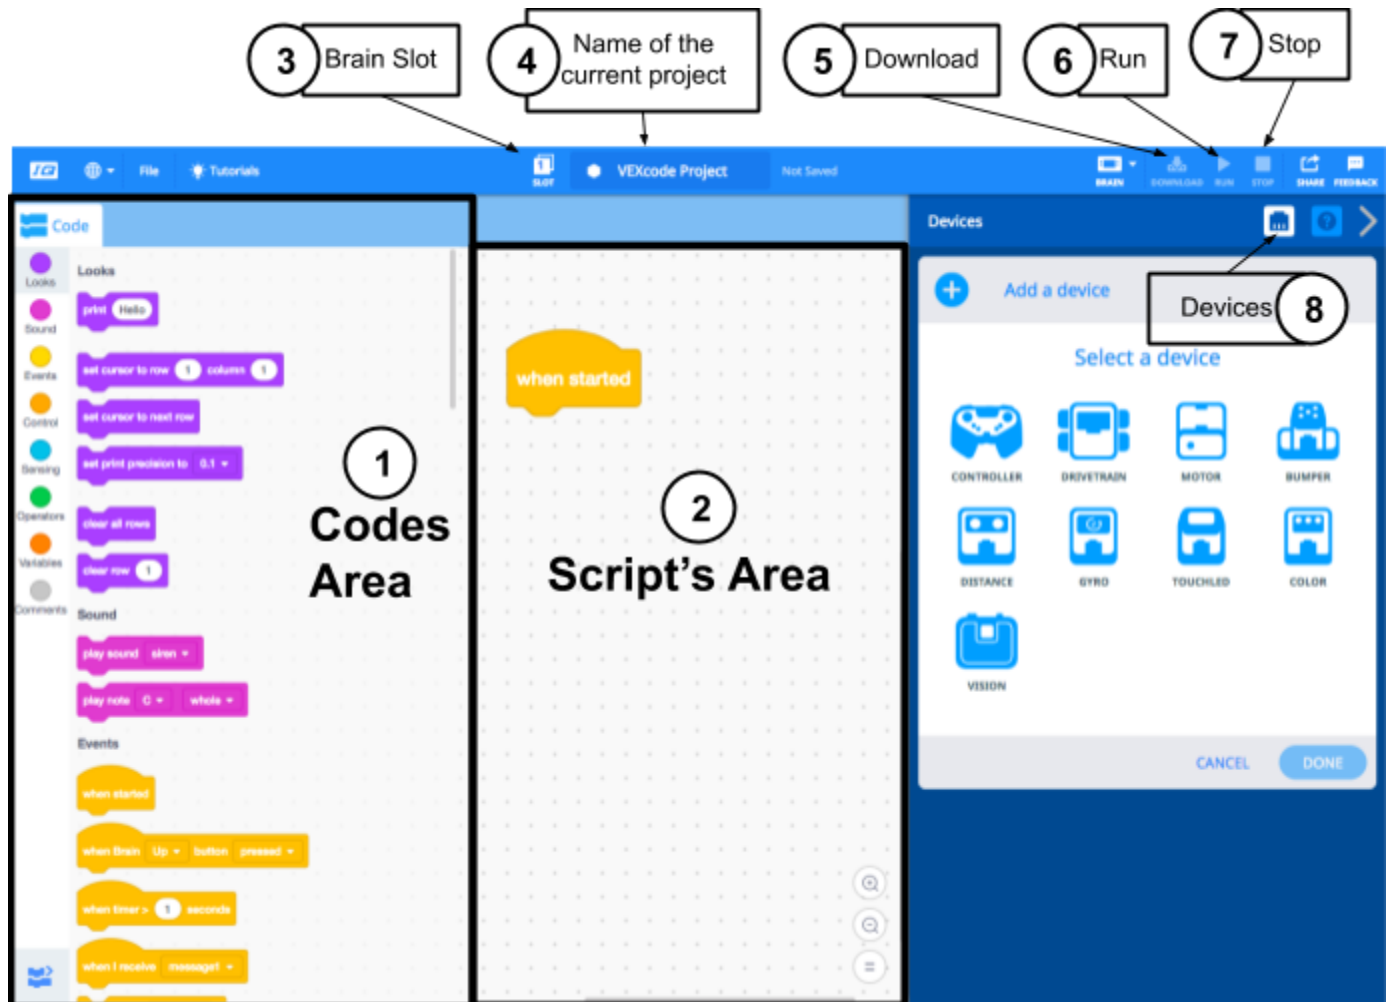 3 Brain Slot
4 Name of the
current project
5 Download
6 Run
7 Stop
IQ File Tutorials
1
SLOT
VEXcode Project
Not Saved
BRAIN
DOWNLOAD
RUN
STOP
SHARE
FEEDBACK
Code
Looks
Sound
Events
Control
Sensing
Operators
Variables
Comments
Looks
print Hello
set cursor to row 1 column 1
set cursor to next row
set print precision to 0.1
clear all rows
clear row 1
Sound
play sound siren
play note C whole
Events
when started
when Brain Up button pressed
when timer > 1 seconds
when I receive message1
1
Codes
Area
when started
2
Script's Area
Devices
?
Add a device
Devices 8
Select a device
CONTROLLER
DRIVETRAIN
MOTOR
BUMPER
DISTANCE
GYRO
TOUCHLED
COLOR
VISION
CANCEL
DONE